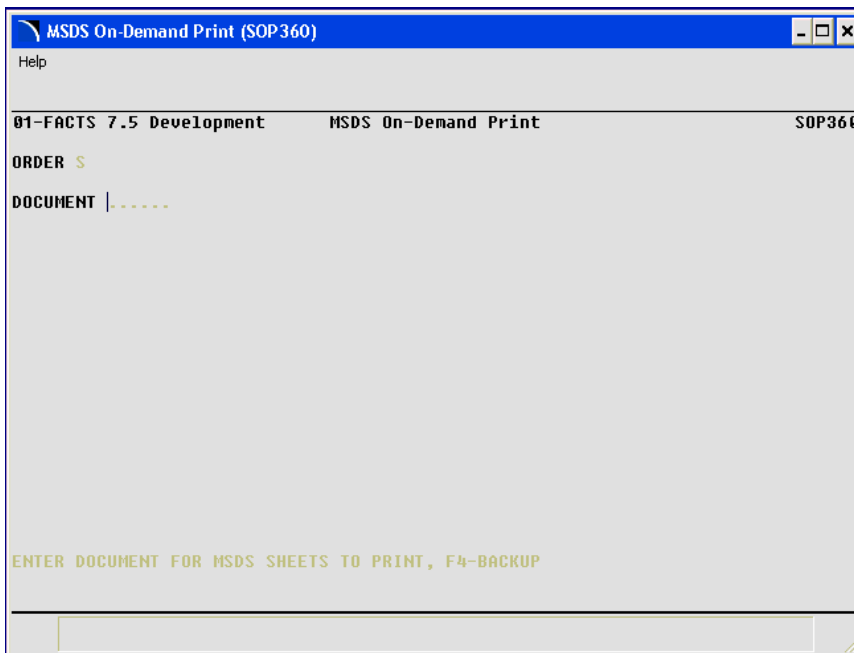 MSDS On-Demand Print (SOP360)
Help
01-FACTS 7.5 Development MSDS On-Demand Print SOP360
ORDER S
DOCUMENT ......
ENTER DOCUMENT FOR MSDS SHEETS TO PRINT, F4-BACKUP